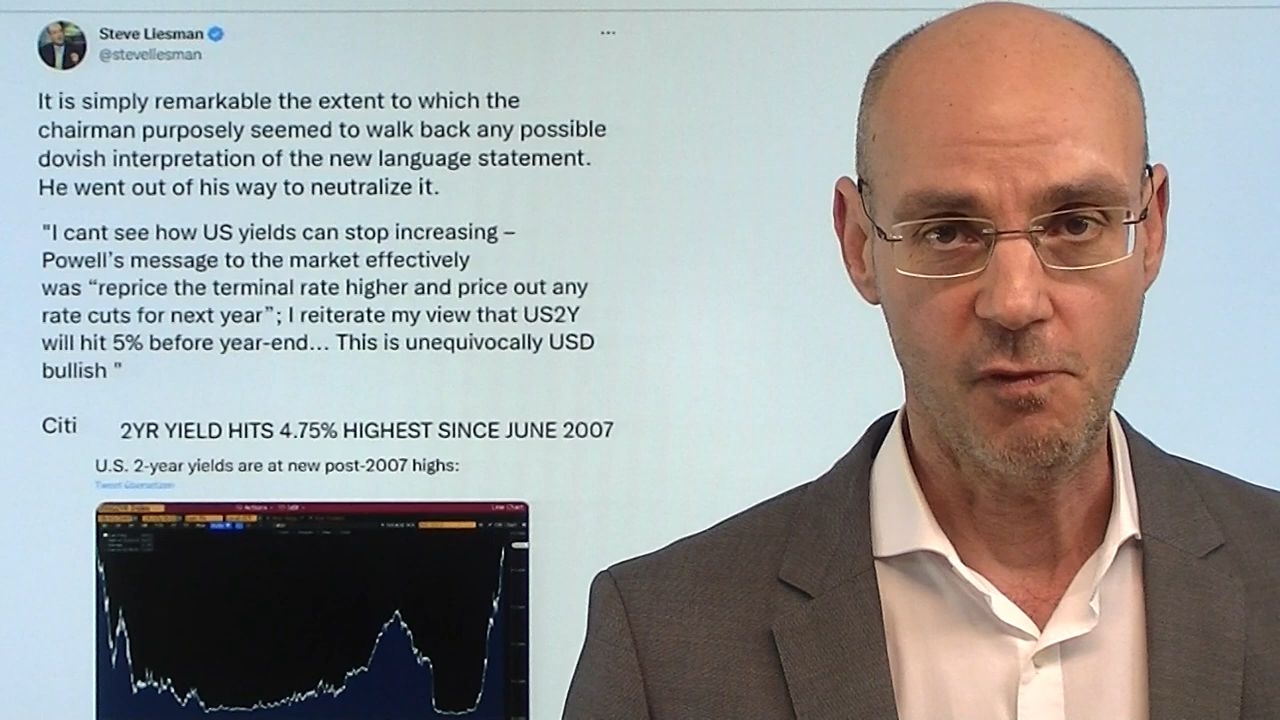 Steve Liesman
@steveliesman
It is simply remarkable the extent to which the
chairman purposely seemed to walk back any possible
dovish interpretation of the new language statement.
He went out of his way to neutralize it.
"I cant see how US yields can stop increasing –
Powell's message to the market effectively
was “reprice the terminal rate higher and price out any
rate cuts for next year”; I reiterate my view that US2Y
will hit 5% before year-end... This is unequivocally USD
bullish "
Citi
2YR YIELD HITS 4.75% HIGHEST SINCE JUNE 2007
U.S. 2-year yields are at new post-2007 highs:
Tweet übersetzen
Line Chart